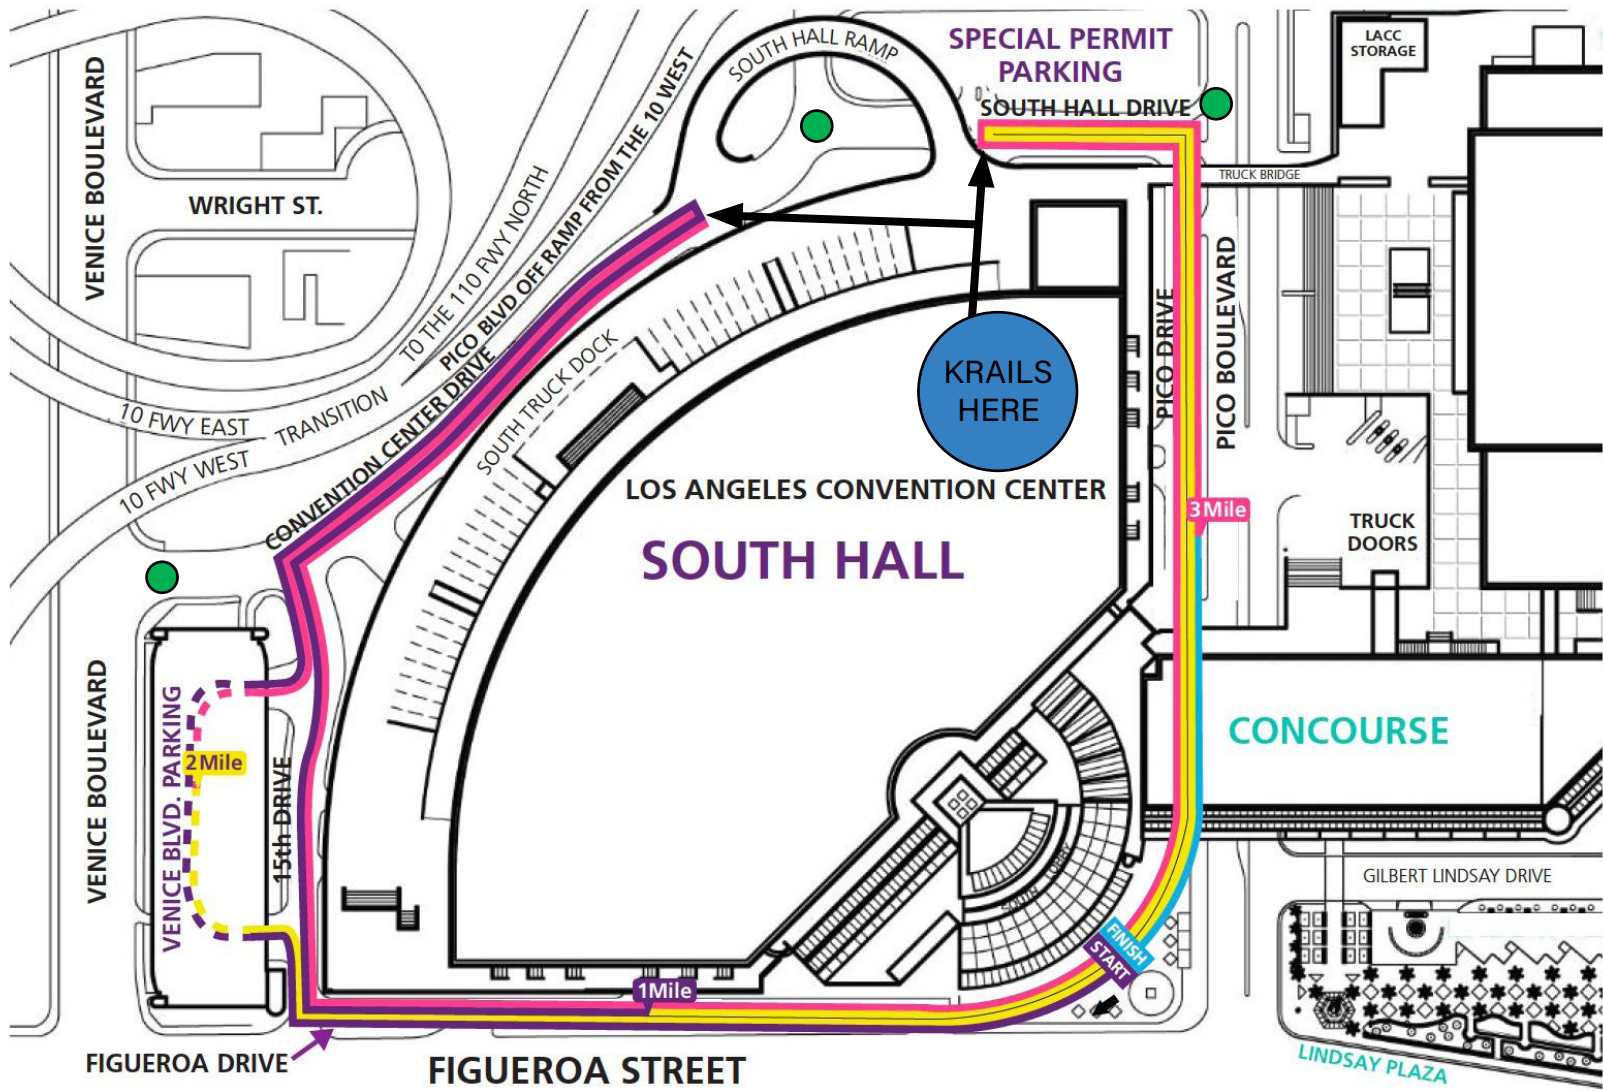 SPECIAL PERMIT
PARKING
LACC
STORAGE
SOUTH HALL RAMP
SOUTH HALL DRIVE
VENICE BOULEVARD
WRIGHT ST.
TRUCK BRIDGE
TO THE 110 FWY NORTH
PICO BLVD OFF RAMP FROM THE 10 WEST
CONVENTION CENTER DRIVE
10 FWY EAST
TRANSITION
10 FWY WEST
SOUTH TRUCK DOCK
KRAILS
HERE
PICO DRIVE
PICO BOULEVARD
LOS ANGELES CONVENTION CENTER
SOUTH HALL
3Mile
TRUCK
DOORS
VENICE BOULEVARD
VENICE BLVD. PARKING
2Mile
15th DRIVE
CONCOURSE
GILBERT LINDSAY DRIVE
FINISH
START
1Mile
FIGUEROA DRIVE
FIGUEROA STREET
LINDSAY PLAZA